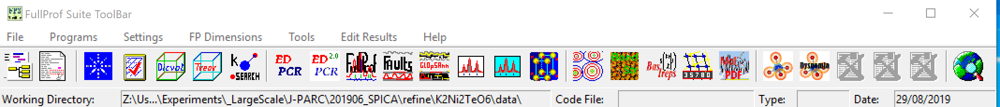 FullProf Suite ToolBar
File Programs Settings FP Dimensions Tools Edit Results Help
Dicvol Treor K SEARCH ED PCR ED 2.0 PCR FullProf FAULTS GLOpSAnn Bond Str Bas Ireps 35780 PDF Dysnomia
Working Directory: Z:\Us...\Experiments\_LargeScale\J-PARC\201906_SPICA\refine\K2Ni2TeO6\data\ Code File: Type: Date: 29/08/2019